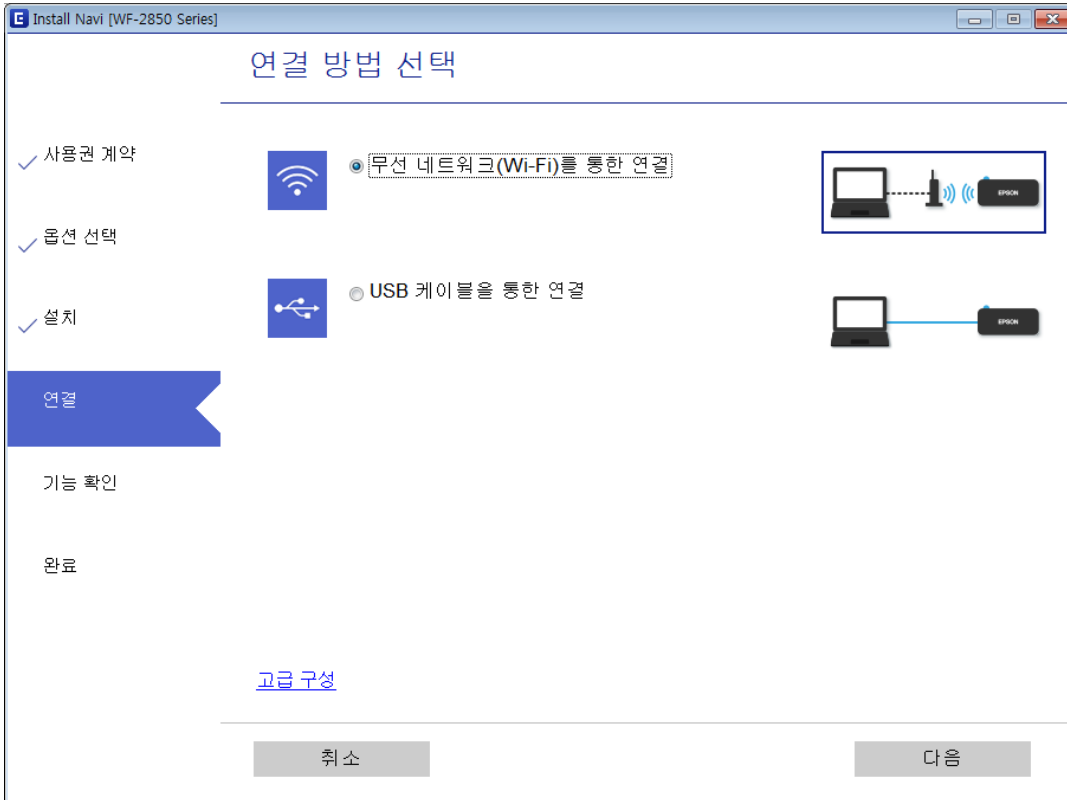 Install Navi [WF-2850 Series]
연결 방법 선택
사용권 계약
옵션 선택
설치
연결
기능 확인
완료
무선 네트워크(Wi-Fi)를 통한 연결
EPSON
USB 케이블을 통한 연결
EPSON
고급 구성
취소
다음